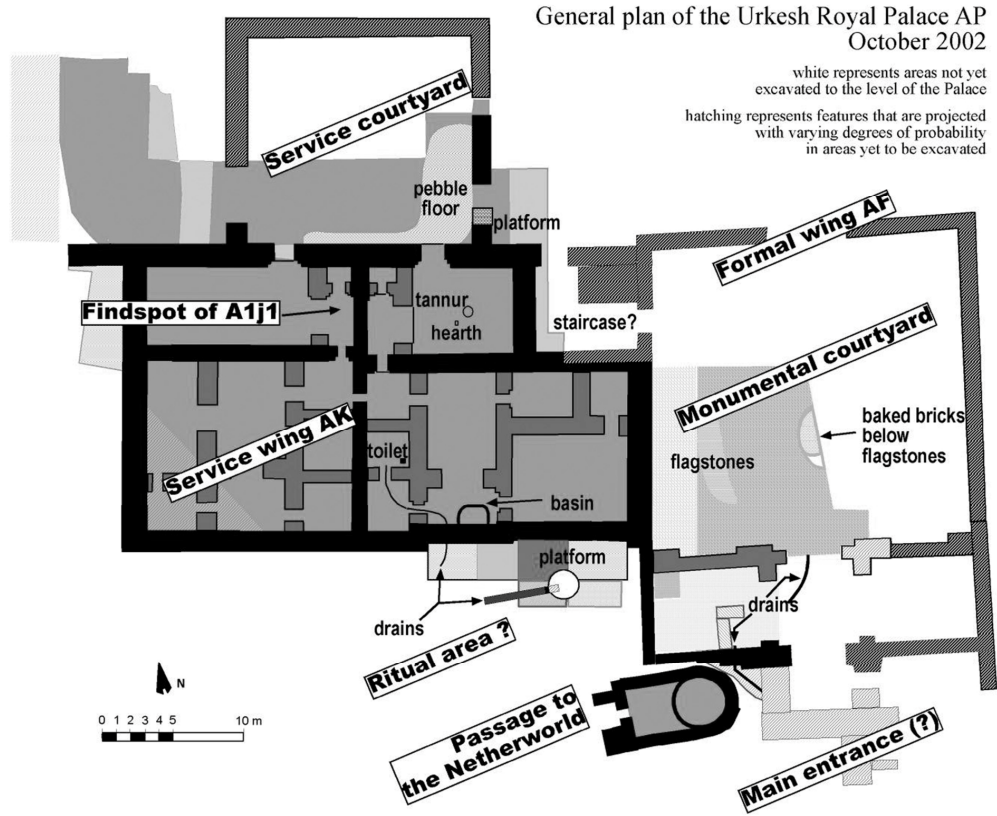 General plan of the Urkesh Royal Palace AP
October 2002
white represents areas not yet
excavated to the level of the Palace
hatching represents features that are projected
with varying degrees of probability
in areas yet to be excavated
Service courtyard
pebble
floor
platform
Formal wing AF
Findspot of A1j1
tannur
hearth
staircase?
Monumental courtyard
baked bricks
below
flagstones
flagstones
Service wing AK
toilet
basin
platform
drains
drains
Ritual area ?
Passage to
the Netherworld
Main entrance (?)
N
0 1 2 3 4 5 10 m